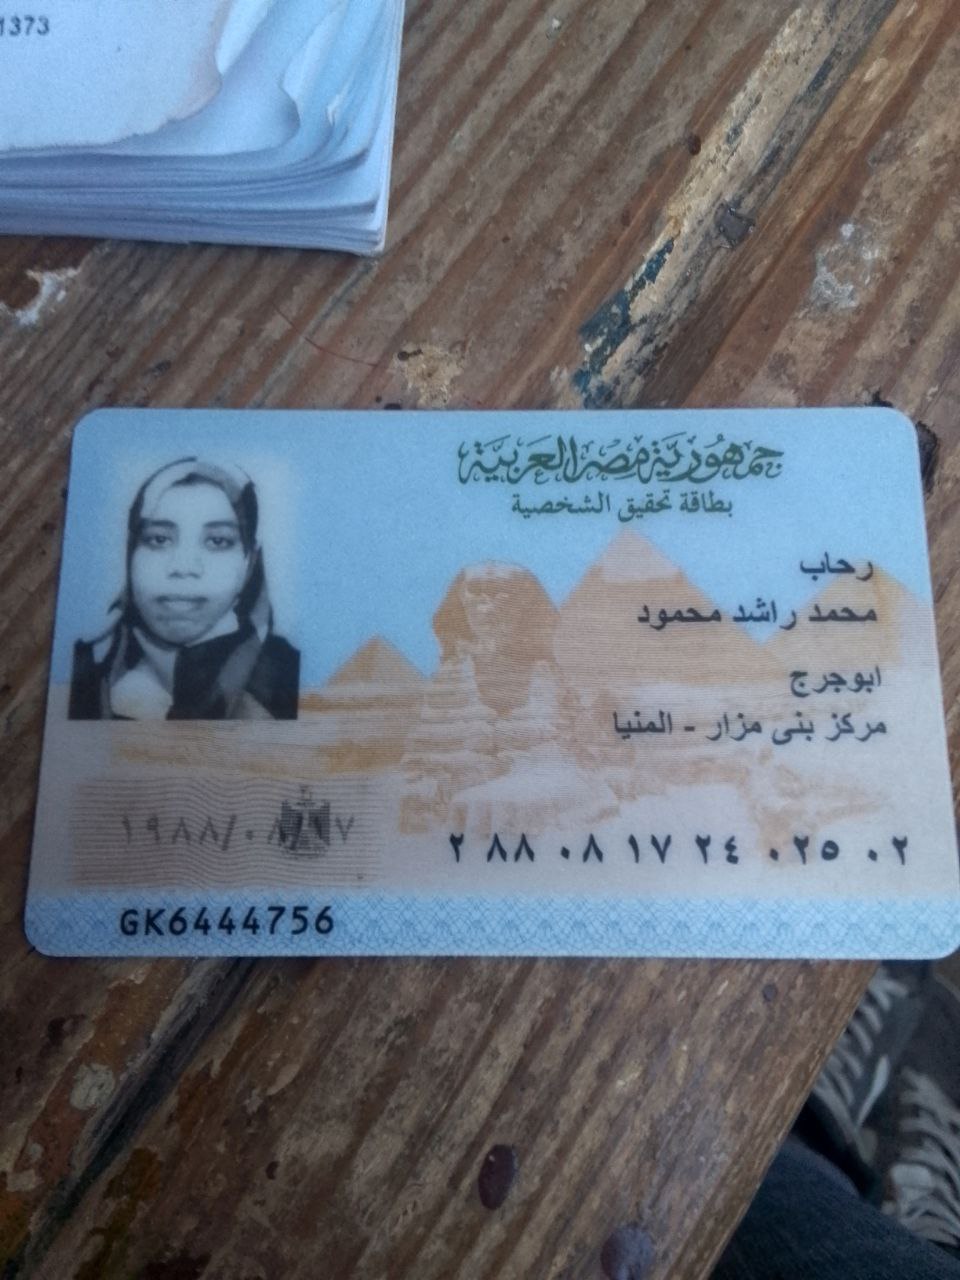 1373
جمهورية مصر العربية
بطاقة تحقيق الشخصية
رحاب
محمد راشد محمود
ابوجرج
مركز بنى مزار - المنيا
٢ ٨٨ ٠٨ ١٧ ٢٤ ٠٢٥ ٠٢
١٩٨٨/٠٨/١٧
GK6444756